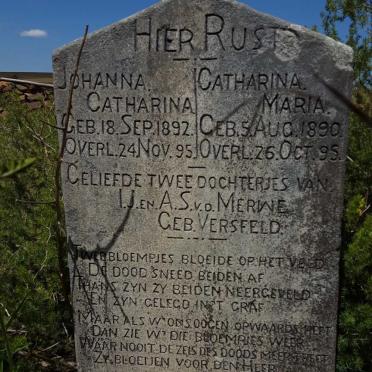 HIER RUST
JOHANNA. CATHARINA.
CATHARINA MARIA.
GEB. 18. SEP. 1892. GEB. 5. AUG. 1890.
OVERL. 24 NOV. 95. OVERL. 26. OCT. 95.
GELIEFDE TWEE DOCHTERTJES VAN
I.J. EN A.S. V.D. MERWE.
GEB. VERSFELD.
TWEE BLOEMPJES BLOEIDE OP HET VELD
DE DOOD SNEED BEIDEN AF
THANS ZYN ZY BEIDEN NEERGEVELD
EN ZYN GELEGD IN'T GRAF
MAAR ALS W'ONS OOGEN OPWAARDS HEFT
DAN ZIE W' DIE BLOEMPJES WEER
WAAR NOOIT DE ZEIS DES DOODS MEER TREFT
ZY BLOEIJEN VOOR DEN HEER